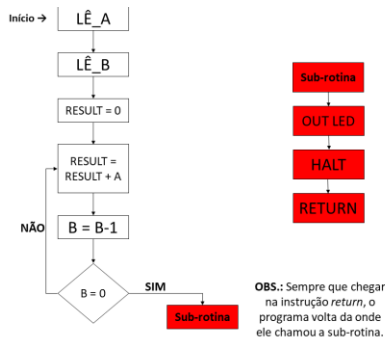 Início →
LÊ_A
LÊ_B
RESULT = 0
RESULT =
RESULT + A
NÃO
B = B-1
B = 0
SIM
Sub-rotina
Sub-rotina
OUT LED
HALT
RETURN
OBS.: Sempre que chegar
na instrução return, o
programa volta da onde
ele chamou a sub-rotina.